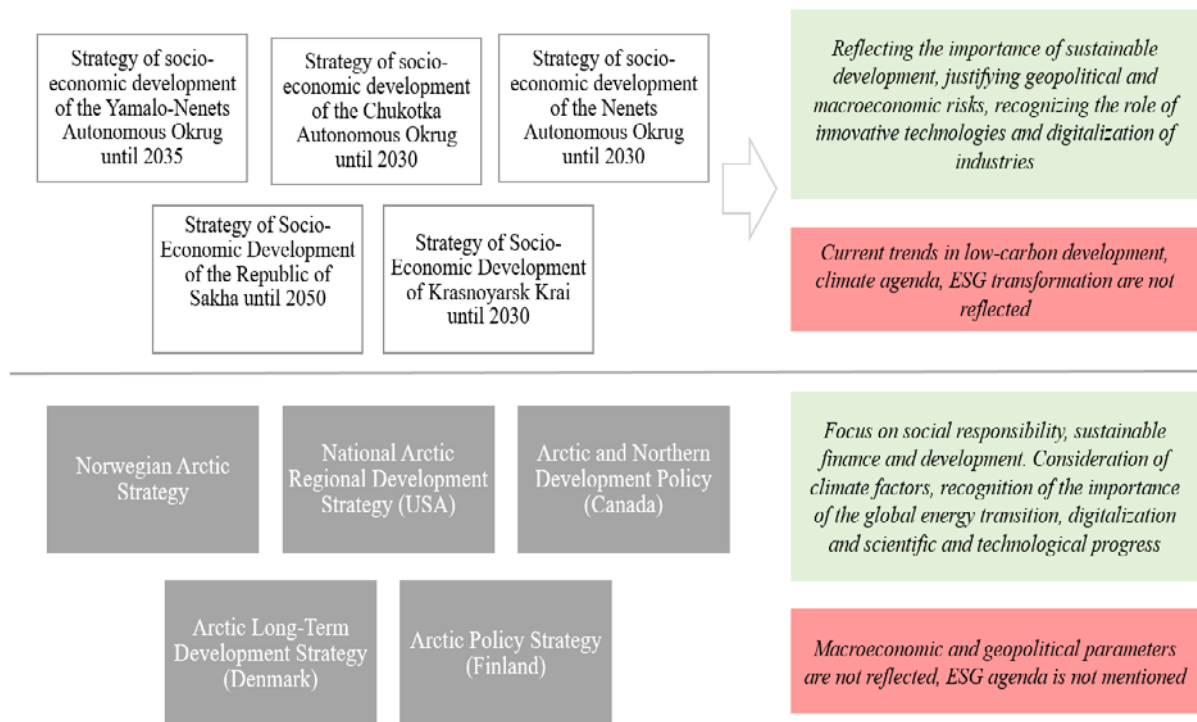 Strategy of socio-
economic development
of the Yamalo-Nenets
Autonomous Okrug
until 2035
Strategy of socio-
economic development
of the Chukotka
Autonomous Okrug
until 2030
Strategy of socio-
economic development
of the Nenets
Autonomous Okrug
until 2030
Reflecting the importance of sustainable
development, justifying geopolitical and
macroeconomic risks, recognizing the role of
innovative technologies and digitalization of
industries
Strategy of Socio-
Economic Development
of the Republic of
Sakha until 2050
Strategy of Socio-
Economic Development
of Krasnoyarsk Krai
until 2030
Current trends in low-carbon development,
climate agenda, ESG transformation are not
reflected
Norwegian Arctic
Strategy
National Arctic
Regional Development
Strategy (USA)
Arctic and Northern
Development Policy
(Canada)
Focus on social responsibility, sustainable
finance and development. Consideration of
climate factors, recognition of the importance
of the global energy transition, digitalization
and scientific and technological progress
Arctic Long-Term
Development Strategy
(Denmark)
Arctic Policy Strategy
(Finland)
Macroeconomic and geopolitical parameters
are not reflected, ESG agenda is not mentioned